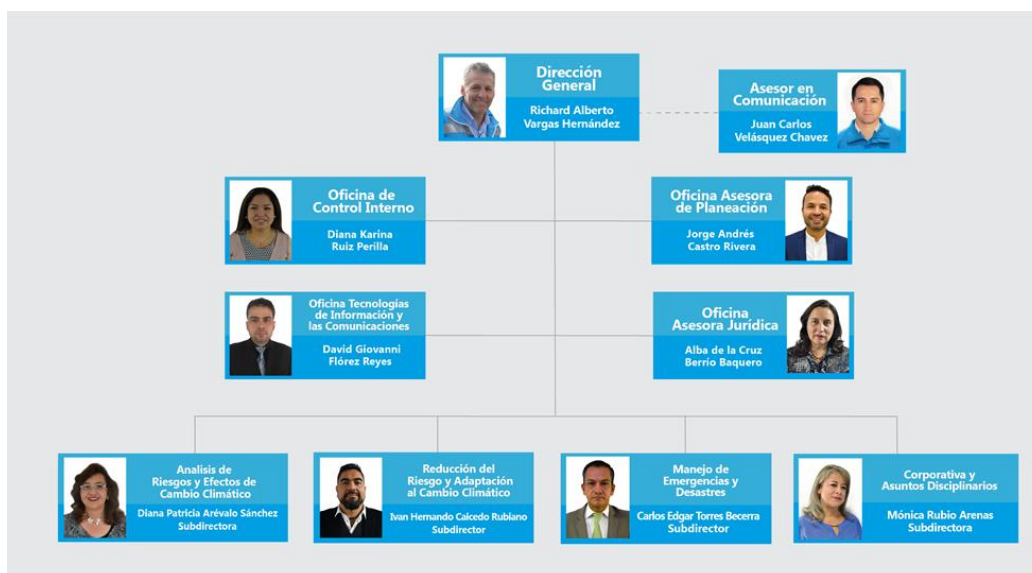 Dirección
General
Richard Alberto
Vargas Hernández
Asesor en
Comunicación
Juan Carlos
Velásquez Chavez
Oficina de
Control Interno
Diana Karina
Ruiz Perilla
Oficina Asesora
de Planeación
Jorge Andrés
Castro Rivera
Oficina Tecnologías
de Información y
las Comunicaciones
David Giovanni
Flórez Reyes
Oficina
Asesora Jurídica
Alba de la Cruz
Berrío Baquero
Analisis de
Riesgos y Efectos de
Cambio Climático
Diana Patricia Arévalo Sánchez
Subdirectora
Reducción del
Riesgo y Adaptación
al Cambio Climático
Ivan Hernando Caicedo Rubiano
Subdirector
Manejo de
Emergencias y
Desastres
Carlos Edgar Torres Becerra
Subdirector
Corporativa y
Asuntos Disciplinarios
Mónica Rubio Arenas
Subdirectora